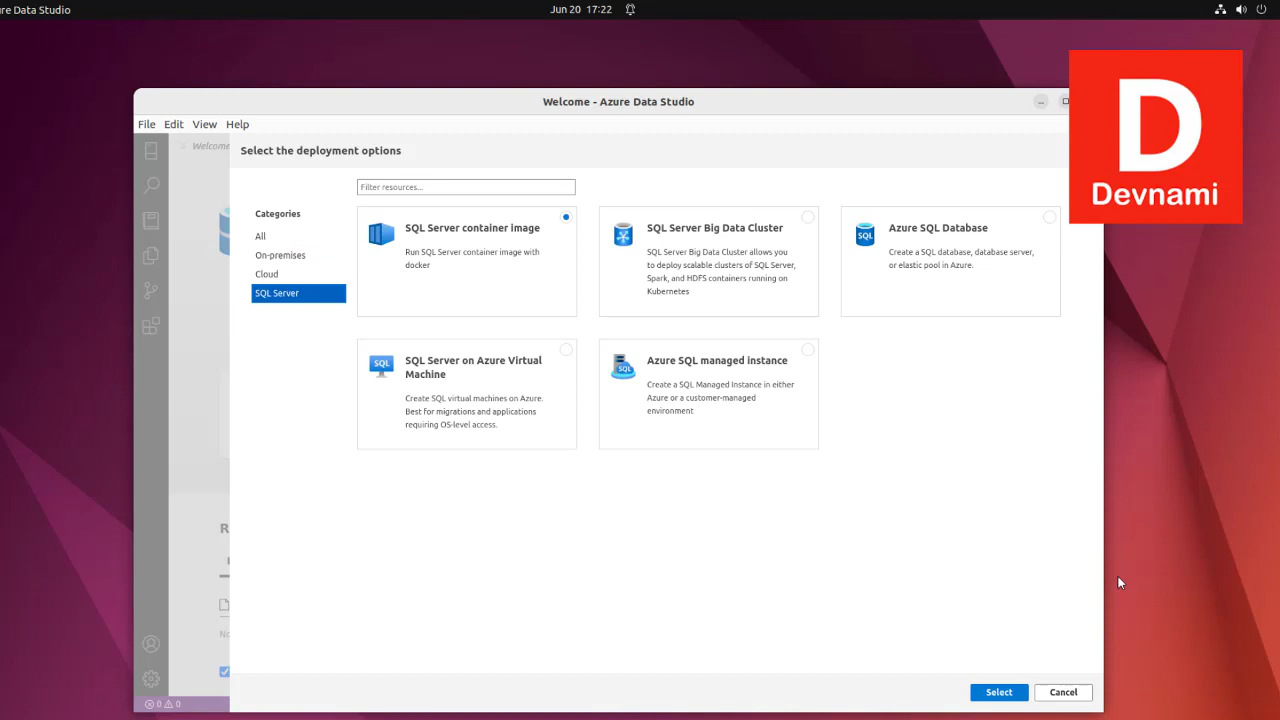 re Data Studio
Jun 20 17:22
D
Devnami
Welcome - Azure Data Studio
File Edit View Help
Welcome
Select the deployment options
Filter resources...
Categories
All
On-premises
Cloud
SQL Server
SQL Server container image
Run SQL Server container image with
docker
SQL Server Big Data Cluster
SQL Server Big Data Cluster allows you
to deploy scalable clusters of SQL Server,
Spark, and HDFS containers running on
Kubernetes
SQL
Azure SQL Database
Create a SQL database, database server,
or elastic pool in Azure.
SQL
SQL Server on Azure Virtual
Machine
Create SQL virtual machines on Azure.
Best for migrations and applications
requiring OS-level access.
SQL
Azure SQL managed instance
Create a SQL Managed Instance in either
Azure or a customer-managed
environment
R
No
0 0
Select
Cancel